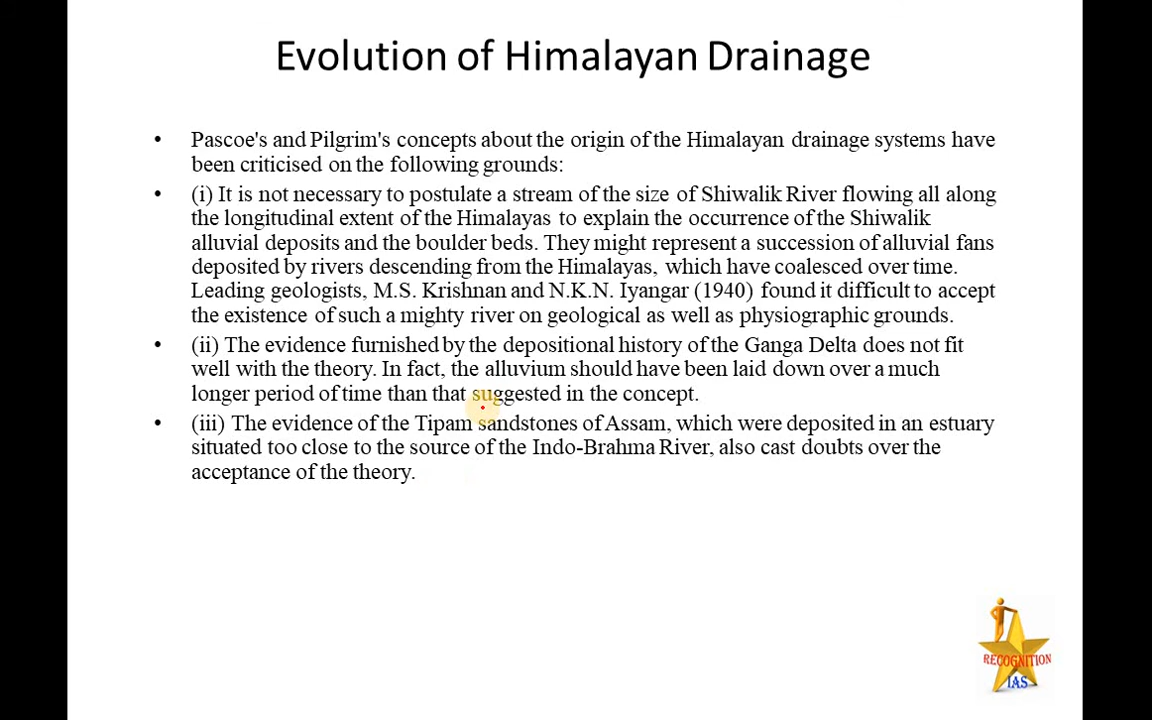 Evolution of Himalayan Drainage
• Pascoe's and Pilgrim's concepts about the origin of the Himalayan drainage systems have
been criticised on the following grounds:
• (i) It is not necessary to postulate a stream of the size of Shiwalik River flowing all along
the longitudinal extent of the Himalayas to explain the occurrence of the Shiwalik
alluvial deposits and the boulder beds. They might represent a succession of alluvial fans
deposited by rivers descending from the Himalayas, which have coalesced over time.
Leading geologists, M.S. Krishnan and N.K.N. Iyangar (1940) found it difficult to accept
the existence of such a mighty river on geological as well as physiographic grounds.
• (ii) The evidence furnished by the depositional history of the Ganga Delta does not fit
well with the theory. In fact, the alluvium should have been laid down over a much
longer period of time than that suggested in the concept.
• (iii) The evidence of the Tipam sandstones of Assam, which were deposited in an estuary
situated too close to the source of the Indo-Brahma River, also cast doubts over the
acceptance of the theory.
RECOGNITION
IAS